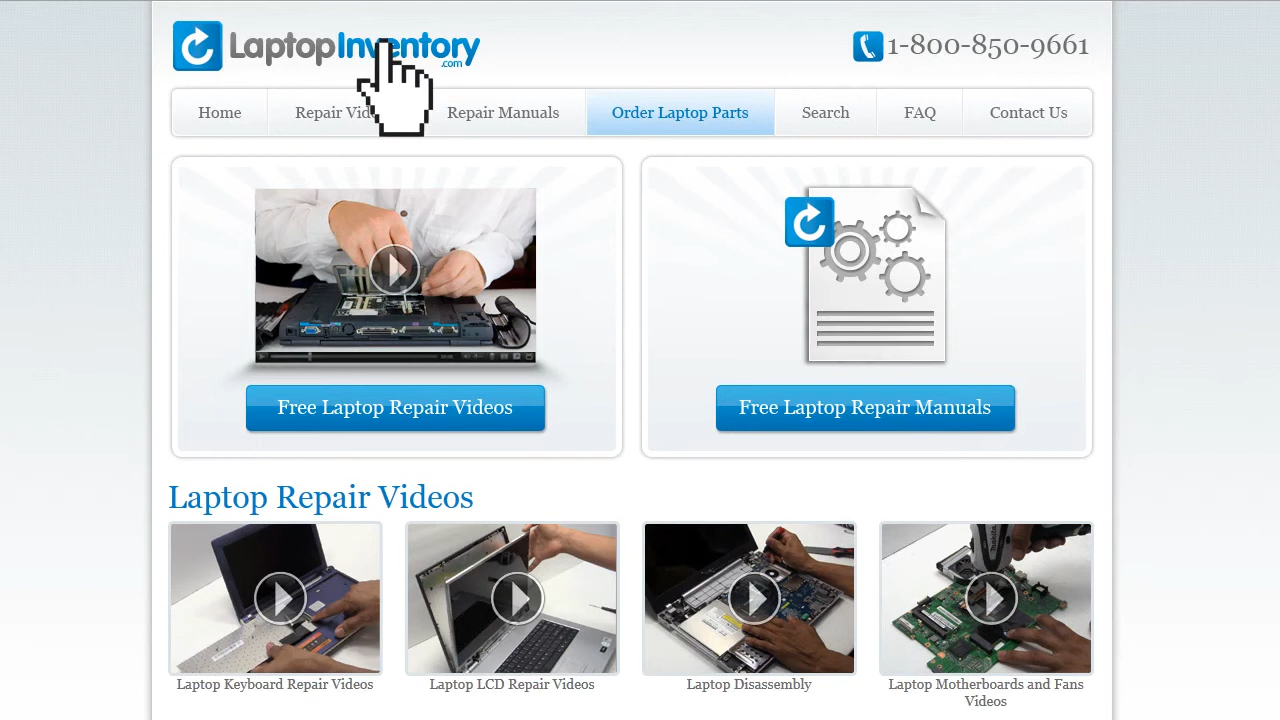 LaptopInventory
.com
1-800-850-9661
Home
Repair Vid
Repair Manuals
Order Laptop Parts
Search
FAQ
Contact Us
Free Laptop Repair Videos
Free Laptop Repair Manuals
Laptop Repair Videos
Laptop Keyboard Repair Videos
Laptop LCD Repair Videos
Laptop Disassembly
Laptop Motherboards and Fans
Videos